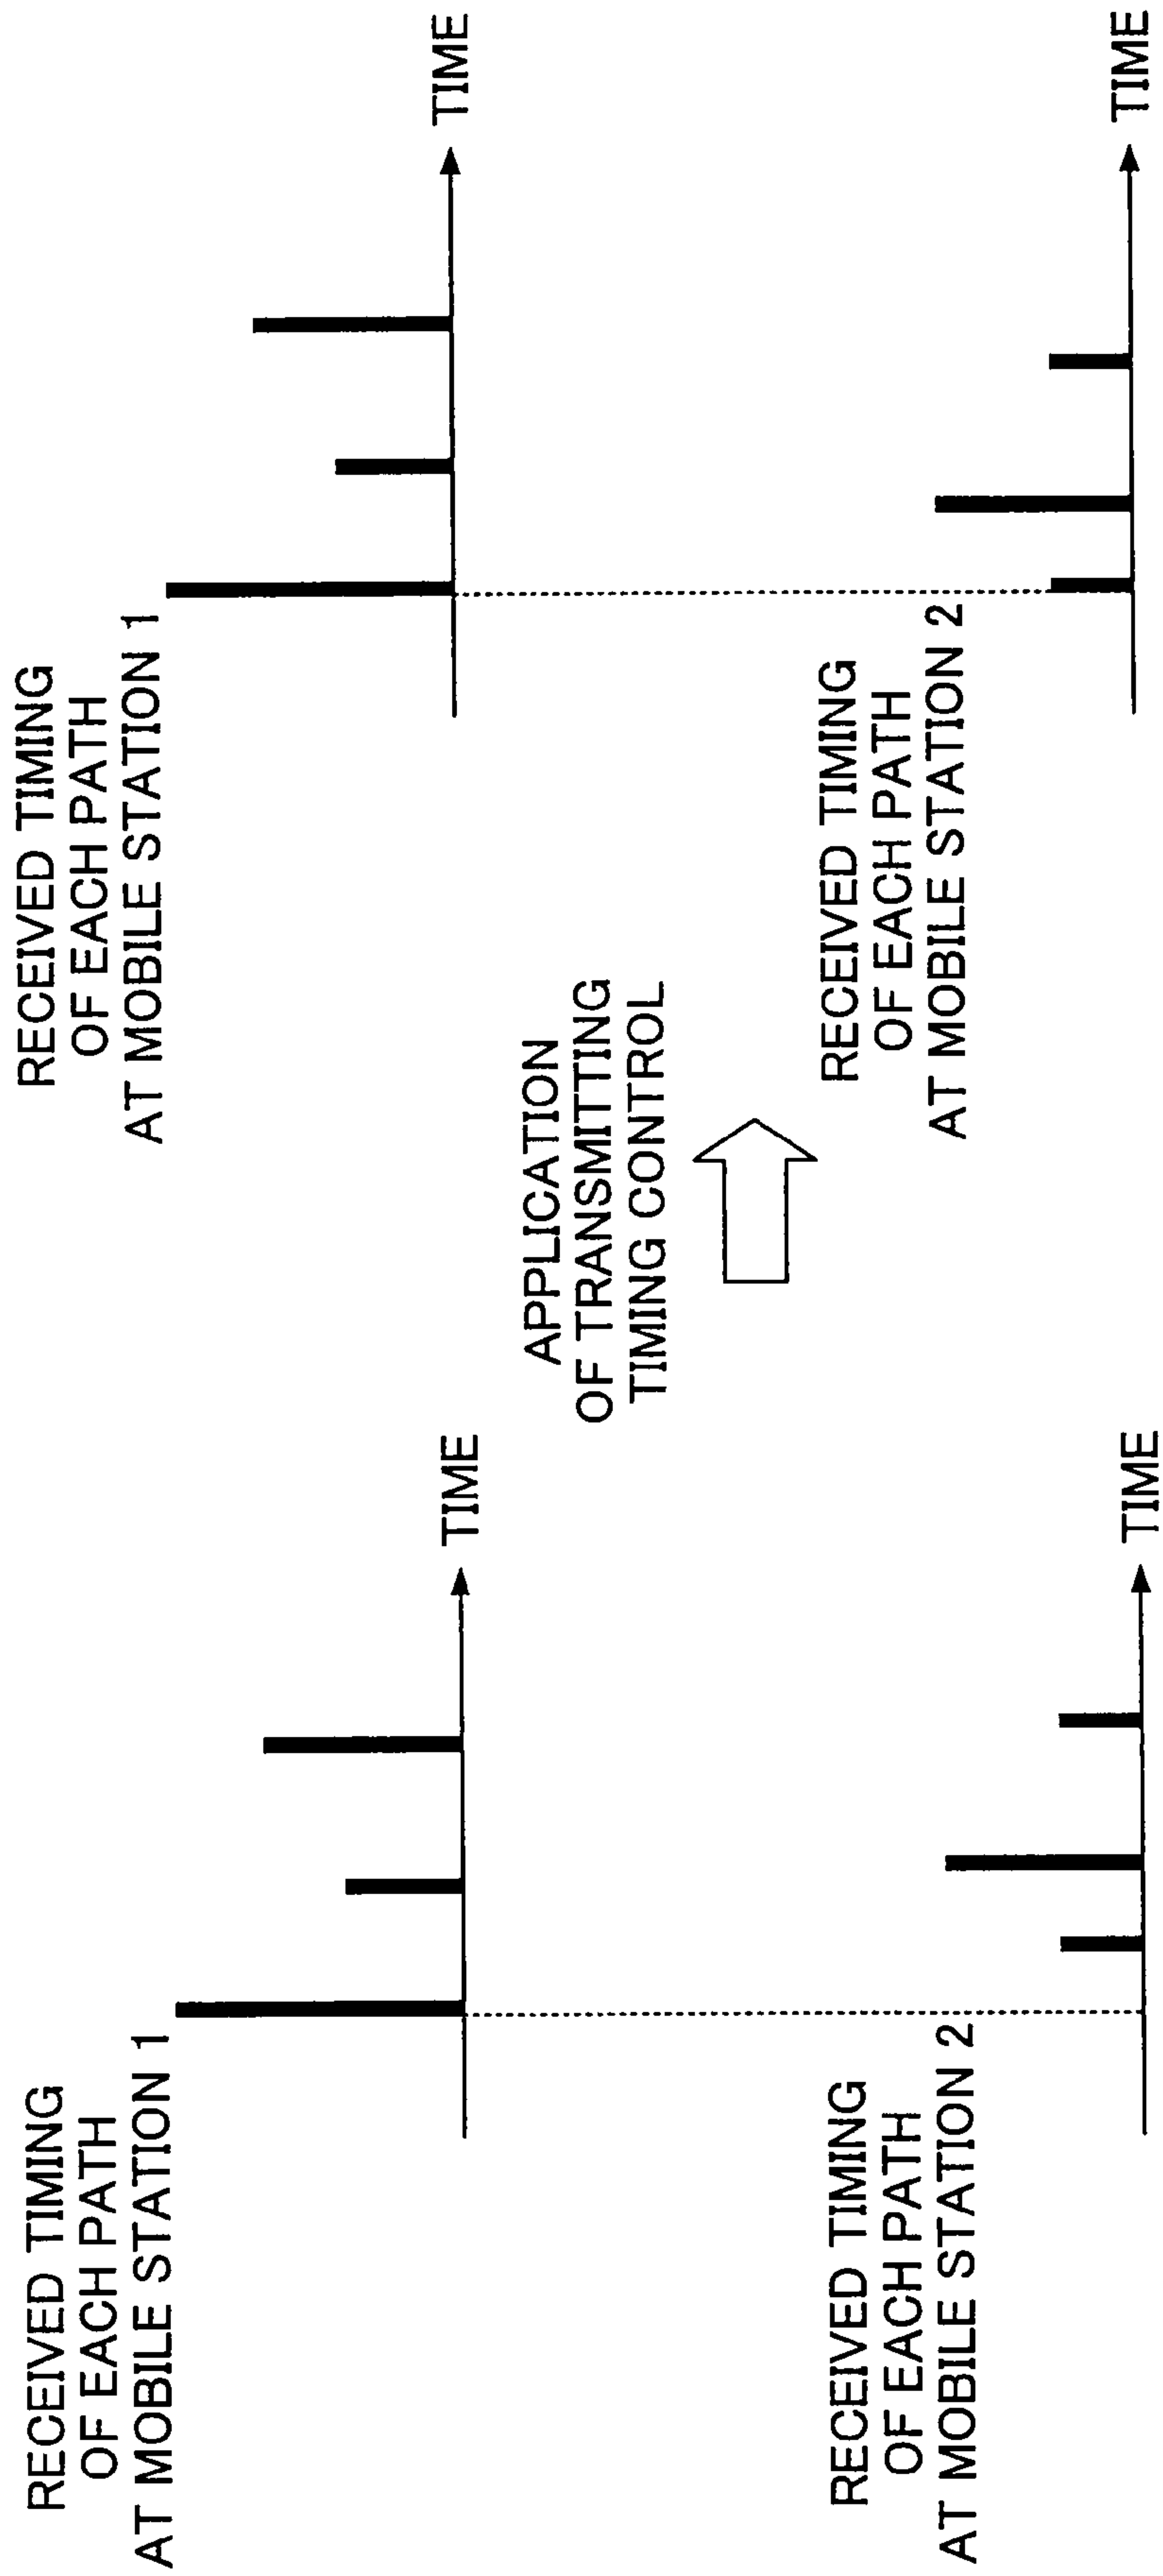 RECEIVED TIMING
OF EACH PATH
AT MOBILE STATION 1
TIME
RECEIVED TIMING
OF EACH PATH
AT MOBILE STATION 2
TIME
APPLICATION
OF TRANSMITTING
TIMING CONTROL
RECEIVED TIMING
OF EACH PATH
AT MOBILE STATION 1
TIME
RECEIVED TIMING
OF EACH PATH
AT MOBILE STATION 2
TIME